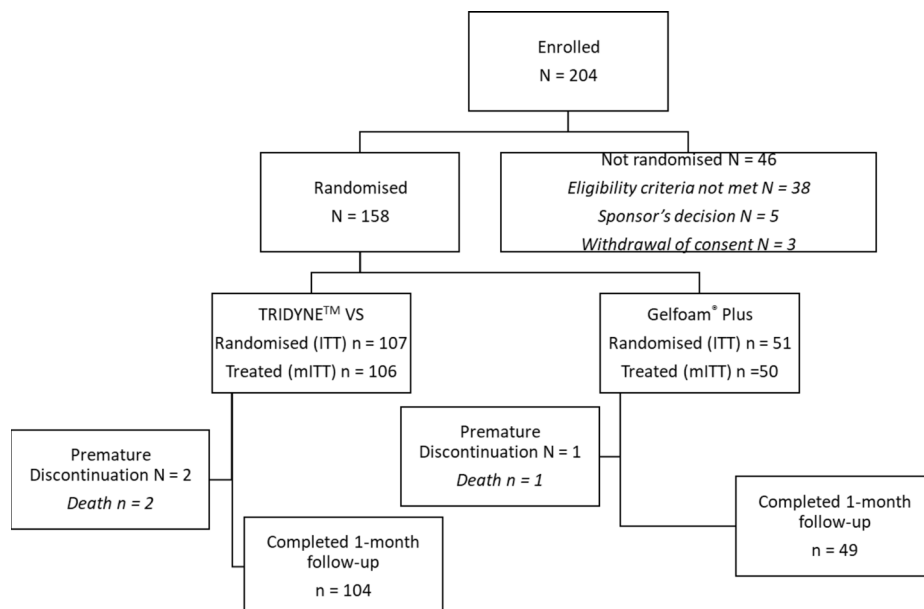 Enrolled
N = 204
Randomised
N = 158
Not randomised N = 46
Eligibility criteria not met N = 38
Sponsor’s decision N = 5
Withdrawal of consent N = 3
TRIDYNE™ VS
Randomised (ITT) n = 107
Treated (mITT) n = 106
Gelfoam® Plus
Randomised (ITT) n = 51
Treated (mITT) n =50
Premature
Discontinuation N = 2
Death n = 2
Premature
Discontinuation N = 1
Death n = 1
Completed 1-month
follow-up
n = 104
Completed 1-month
follow-up
n = 49